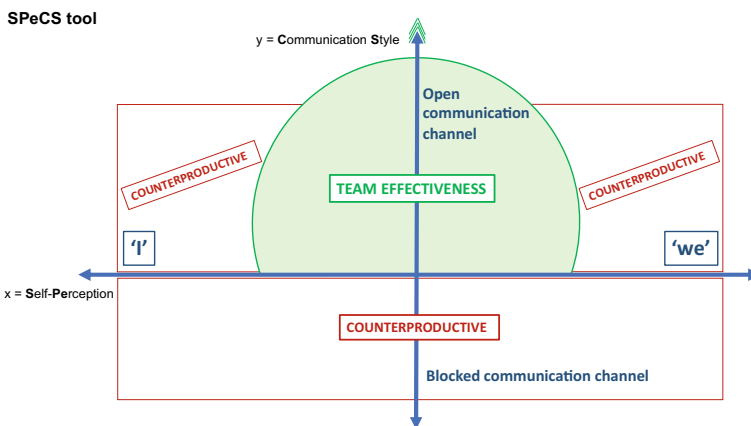 SPeCS tool
y = Communication Style
Open
communication
channel
COUNTERPRODUCTIVE
COUNTERPRODUCTIVE
TEAM EFFECTIVENESS
‘I’
‘we’
x = Self-Perception
COUNTERPRODUCTIVE
Blocked communication channel